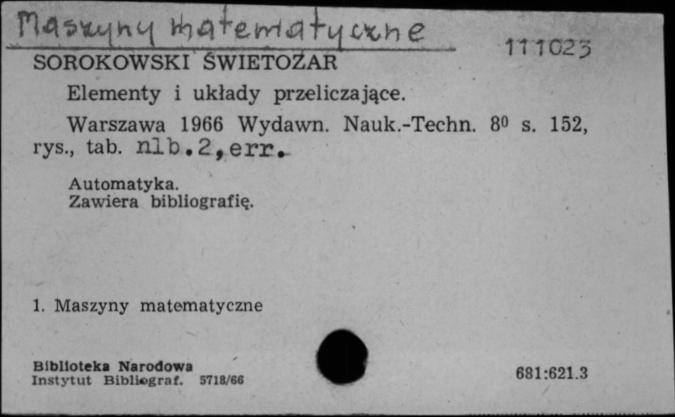 Maszyny matematyczne
111023
SOROKOWSKI ŚWIETOŻAR
Elementy i układy przeliczające.
Warszawa 1966 Wydawn. Nauk.-Techn. 8⁰ s. 152,
rys., tab. nlb.2,err.
Automatyka.
Zawiera bibliografię.
1. Maszyny matematyczne
Biblioteka Narodowa
Instytut Bibliograf. 5718/66
681:621.3